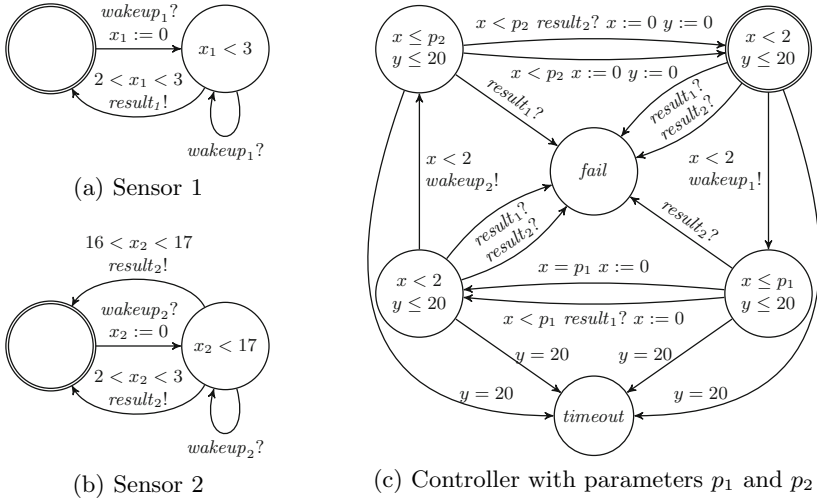 wakeup₁?
x₁ := 0
x₁ < 3
2 < x₁ < 3
result₁!
wakeup₁?
(a) Sensor 1
16 < x₂ < 17
result₂!
wakeup₂?
x₂ := 0
x₂ < 17
2 < x₂ < 3
result₂!
wakeup₂?
(b) Sensor 2
x ≤ p₂
y ≤ 20
x < p₂ result₂? x := 0 y := 0
x < p₂ x := 0 y := 0
x < 2
y ≤ 20
result₁?
result₁?
result₂?
fail
x < 2
wakeup₂!
x < 2
wakeup₁!
result₁?
result₂?
result₂?
x < 2
y ≤ 20
x = p₁ x := 0
x ≤ p₁
y ≤ 20
x < p₁ result₁? x := 0
y = 20
y = 20
y = 20
y = 20
timeout
(c) Controller with parameters p₁ and p₂